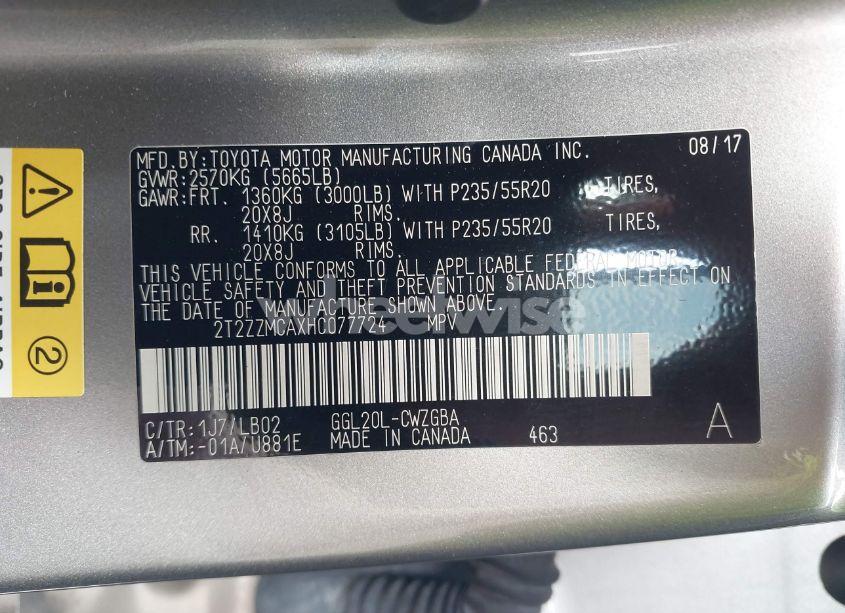 MFD.BY:TOYOTA MOTOR MANUFACTURING CANADA INC. 08/17
GVWR:2570KG (5665LB)
GAWR:FRT. 1360KG (3000LB) WITH P235/55R20 TIRES,
20X8J RIMS.
RR. 1410KG (3105LB) WITH P235/55R20 TIRES,
20X8J RIMS.
THIS VEHICLE CONFORMS TO ALL APPLICABLE FEDERAL MOTOR
VEHICLE SAFETY AND THEFT PREVENTION STANDARDS IN EFFECT ON
THE DATE OF MANUFACTURE SHOWN ABOVE.
2T2ZZMCAXHC077724 MPV
C/TR:1J7/LB02 GGL20L-CWZGBA
A/TM:-01A/U881E MADE IN CANADA 463 A
2